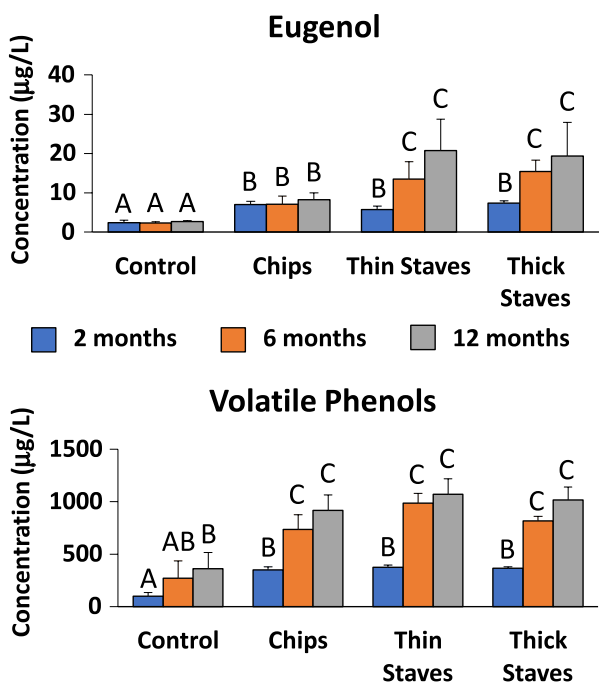 Eugenol
Concentration (µg/L)
40
30
20
10
0
A A A
B B B
B C C
B C C
Control Chips Thin Staves Thick
Staves
2 months 6 months 12 months
Volatile Phenols
Concentration (µg/L)
1500
1000
500
0
A AB B
B C C
B C C
B C C
Control Chips Thin Thick
Staves Staves